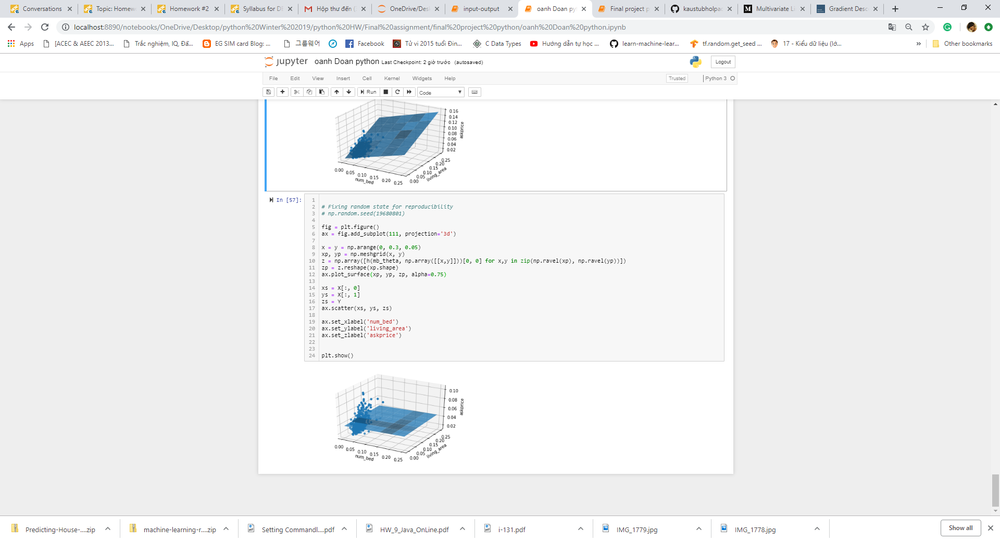 Conversations
Topic: Homew
Homework #2
Syllabus for DE
Hộp thư đến (
OneDrive/Des
input-output
oanh Doan py
Final project p
kaustubholpac
Multivariate Li
Gradient Desc
localhost:8890/notebooks/OneDrive/Desktop/python%20Winter%202019/python%20HW/Final%20assignment/final%20project%20python/oanh%20Doan%20python.ipynb
Apps
[ACEC & AEEC 2013...
Trắc nghiệm, IQ, Đấ...
EG SIM card Blog: ...
그룹웨어
Facebook
Tử vi 2015 tuổi Đin...
C Data Types
Hướng dẫn tự học ...
learn-machine-lear...
tf.random.get_seed ...
17 - Kiểu dữ liệu (lớ...
»
Other bookmarks
jupyter oanh Doan python Last Checkpoint: 2 giờ trước (autosaved)
Logout
File Edit View Insert Cell Kernel Widgets Help
Trusted
Python 3
Run
Code
0.16
0.14
0.12
0.10
0.08
0.06
0.04
0.02
askprice
0.00 0.05 0.10 0.15 0.20 0.25
num_bed
0.00 0.05 0.10 0.15 0.20 0.25
living_area
In [57]:
1
2 # Fixing random state for reproducibility
3 # np.random.seed(19680801)
4
5 fig = plt.figure()
6 ax = fig.add_subplot(111, projection='3d')
7
8 x = y = np.arange(0, 0.3, 0.05)
9 xp, yp = np.meshgrid(x, y)
10 z = np.array([h(mb_theta, np.array([[x,y]]))[0, 0] for x,y in zip(np.ravel(xp), np.ravel(yp))])
11 zp = z.reshape(xp.shape)
12 ax.plot_surface(xp, yp, zp, alpha=0.75)
13
14 xs = X[:, 0]
15 ys = X[:, 1]
16 zs = Y
17 ax.scatter(xs, ys, zs)
18
19 ax.set_xlabel('num_bed')
20 ax.set_ylabel('living_area')
21 ax.set_zlabel('askprice')
22
23
24 plt.show()
0.10
0.08
0.06
0.04
0.02
askprice
0.00 0.05 0.10 0.15 0.20 0.25
num_bed
0.00 0.05 0.10 0.15 0.20 0.25
living_area
Predicting-House-....zip
machine-learning-r....zip
Setting Commandl....pdf
HW_9_Java_OnLine.pdf
i-131.pdf
IMG_1779.jpg
IMG_1778.jpg
Show all